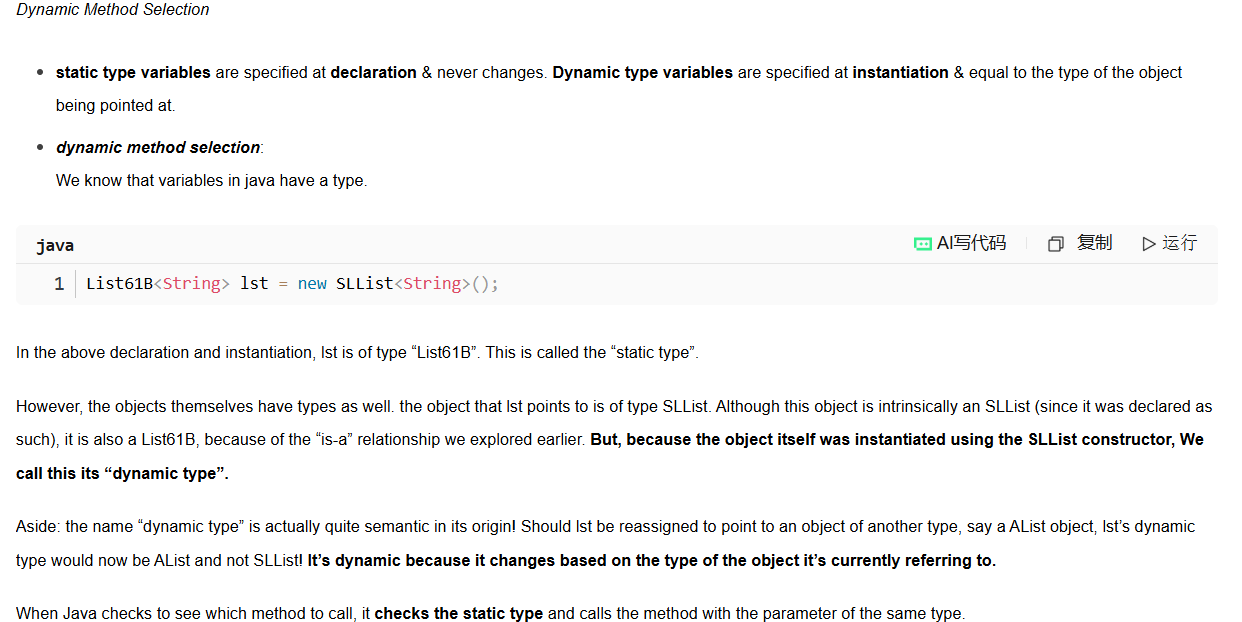 Dynamic Method Selection
static type variables are specified at declaration & never changes. Dynamic type variables are specified at instantiation & equal to the type of the object
being pointed at.
dynamic method selection:
We know that variables in java have a type.
java AI写代码 复制 运行
1 List61B<String> lst = new SLList<String>();
In the above declaration and instantiation, lst is of type “List61B”. This is called the “static type”.
However, the objects themselves have types as well. the object that lst points to is of type SLList. Although this object is intrinsically an SLList (since it was declared as
such), it is also a List61B, because of the “is-a” relationship we explored earlier. But, because the object itself was instantiated using the SLList constructor, We
call this its “dynamic type”.
Aside: the name “dynamic type” is actually quite semantic in its origin! Should lst be reassigned to point to an object of another type, say a AList object, lst’s dynamic
type would now be AList and not SLList! It’s dynamic because it changes based on the type of the object it’s currently referring to.
When Java checks to see which method to call, it checks the static type and calls the method with the parameter of the same type.